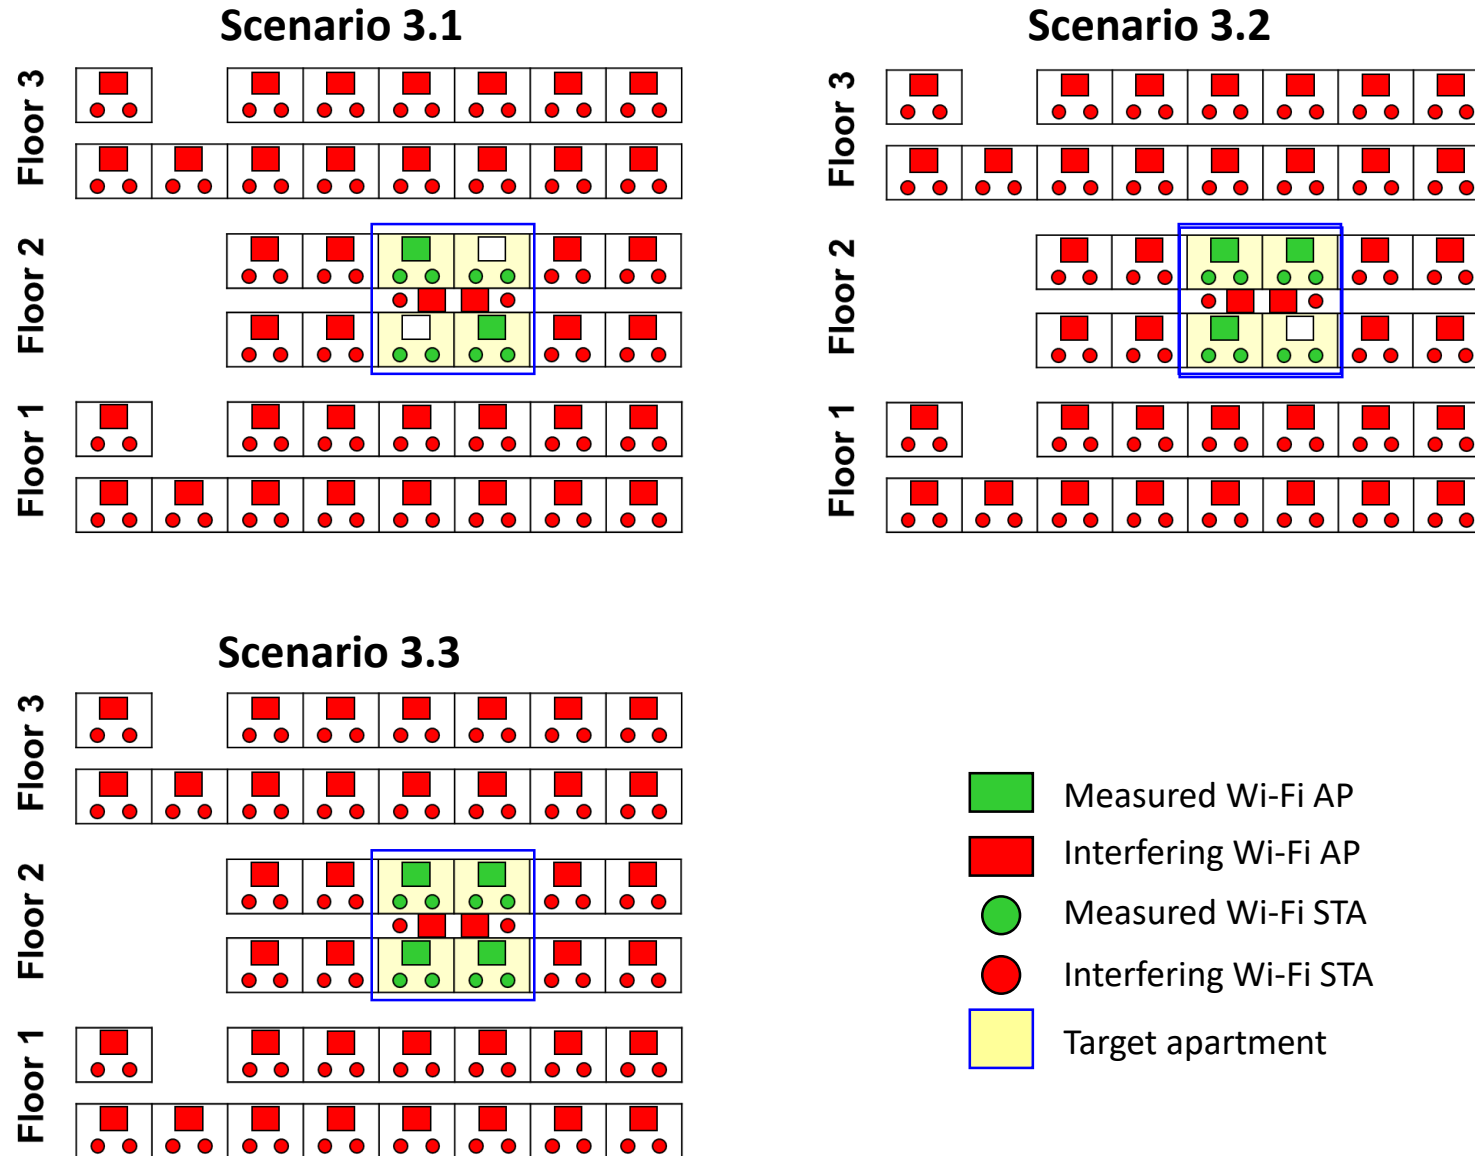 Scenario 3.1
Floor 3
Floor 2
Floor 1
Scenario 3.2
Floor 3
Floor 2
Floor 1
Scenario 3.3
Floor 3
Floor 2
Floor 1
Measured Wi-Fi AP
Interfering Wi-Fi AP
Measured Wi-Fi STA
Interfering Wi-Fi STA
Target apartment